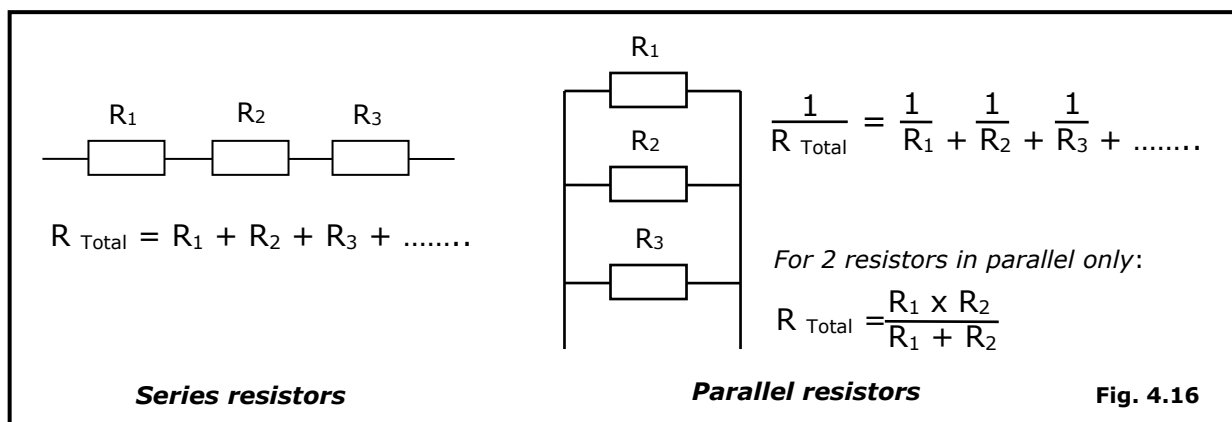 R1 R2 R3
R Total = R1 + R2 + R3 + ........
Series resistors
R1
R2
R3
1/R Total = 1/R1 + 1/R2 + 1/R3 + ........
For 2 resistors in parallel only:
R Total = R1 x R2 / R1 + R2
Parallel resistors
Fig. 4.16